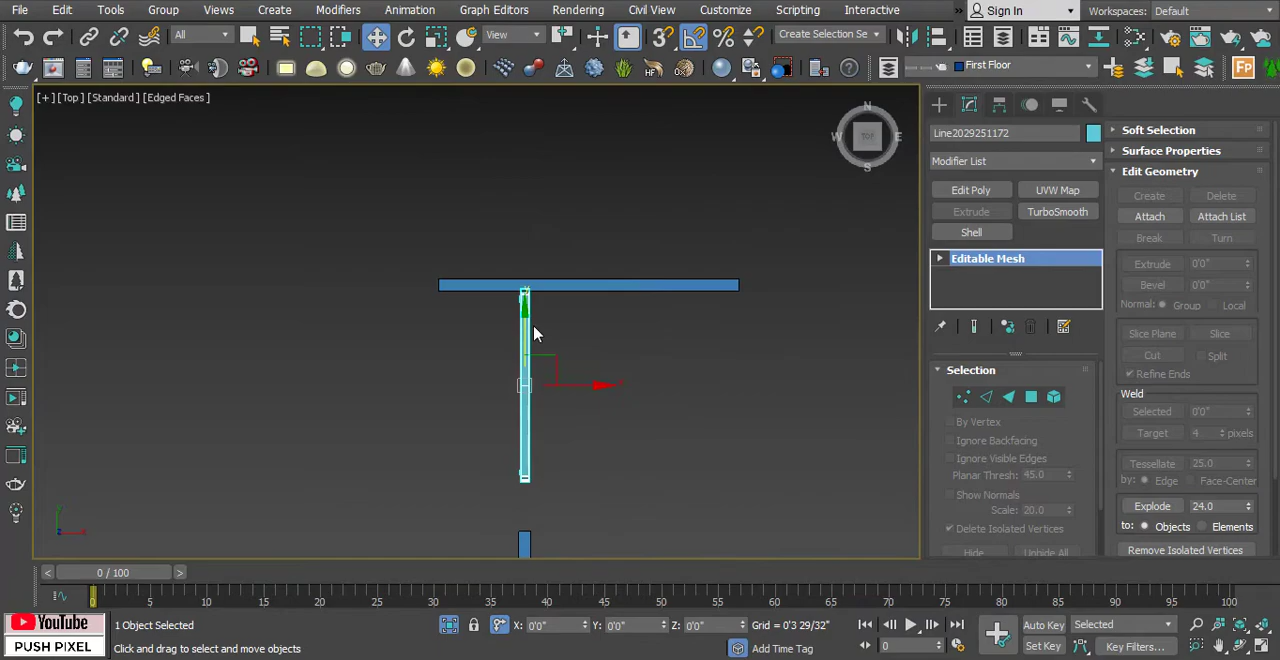 File Edit Tools Group Views Create Modifiers Animation Graph Editors Rendering Civil View Customize Scripting Interactive Sign In Workspaces: Default
All View Create Selection Se
First Floor FP
[+] [Top] [Standard] [Edged Faces]
N
W TOP E
S
Line2029251172
Modifier List
Edit Poly UVW Map
Extrude TurboSmooth
Shell
Editable Mesh
Selection
By Vertex
Ignore Backfacing
Ignore Visible Edges
Planar Thresh: 45.0
Show Normals
Scale: 20.0
Delete Isolated Vertices
Hide Unhide All
Soft Selection
Surface Properties
Edit Geometry
Create Delete
Attach Attach List
Break Turn
Extrude 0'0"
Bevel 0'0"
Normal: Group Local
Slice Plane Slice
Cut Split
Refine Ends
Weld
Selected 0'0"
Target 4 pixels
Tessellate 25.0
by: Edge Face-Center
Explode 24.0
to: Objects Elements
Remove Isolated Vertices
0 / 100
0 5 10 15 20 25 30 35 40 45 50 55 60 65 70 75 80 85 90 95 100
YouTube
PUSH PIXEL
1 Object Selected X: 0'0" Y: 0'0" Z: 0'0" Grid = 0'3 29/32" Auto Key Selected
Click and drag to select and move objects Add Time Tag 0 Set Key Key Filters...